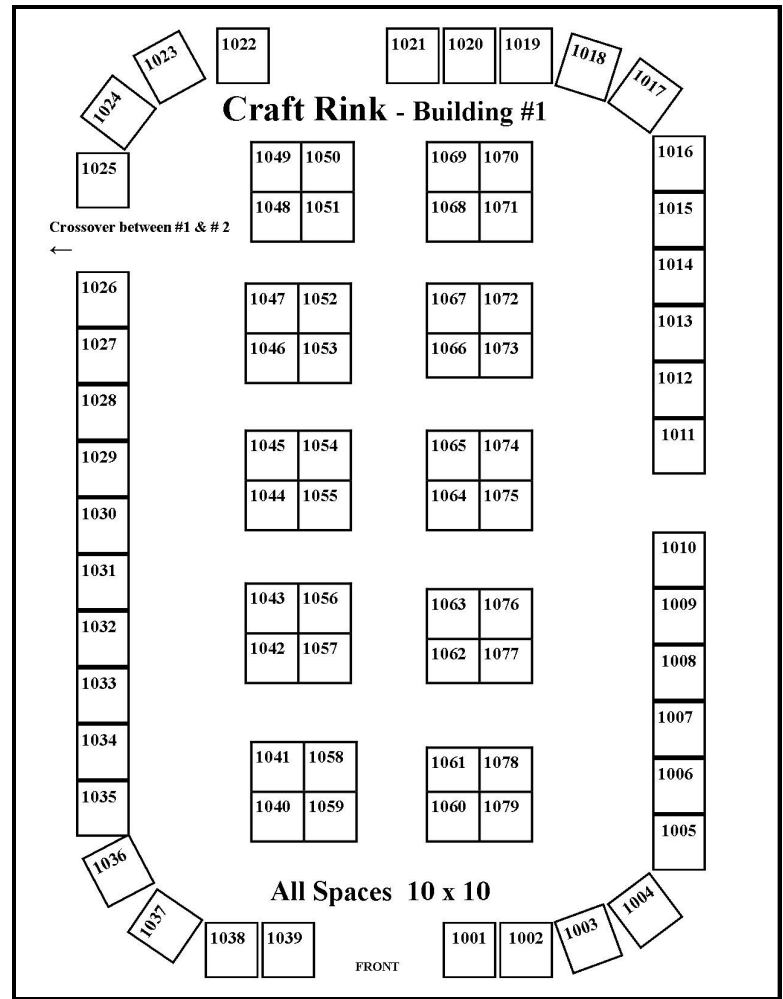 1022 1021 1020 1019
1023 1018
1024 1017
Craft Rink - Building #1
1025 1049 1050 1069 1070 1016
1048 1051 1068 1071 1015
Crossover between #1 & # 2
←
1014
1026 1047 1052 1067 1072
1013
1027 1046 1053 1066 1073
1012
1028
1029 1045 1054 1065 1074 1011
1030 1044 1055 1064 1075
1031 1010
1032 1043 1056 1063 1076 1009
1033 1042 1057 1062 1077 1008
1034 1007
1035 1041 1058 1061 1078 1006
1040 1059 1060 1079 1005
1036
All Spaces 10 x 10
1037 1004
1038 1039 1001 1002 1003
FRONT